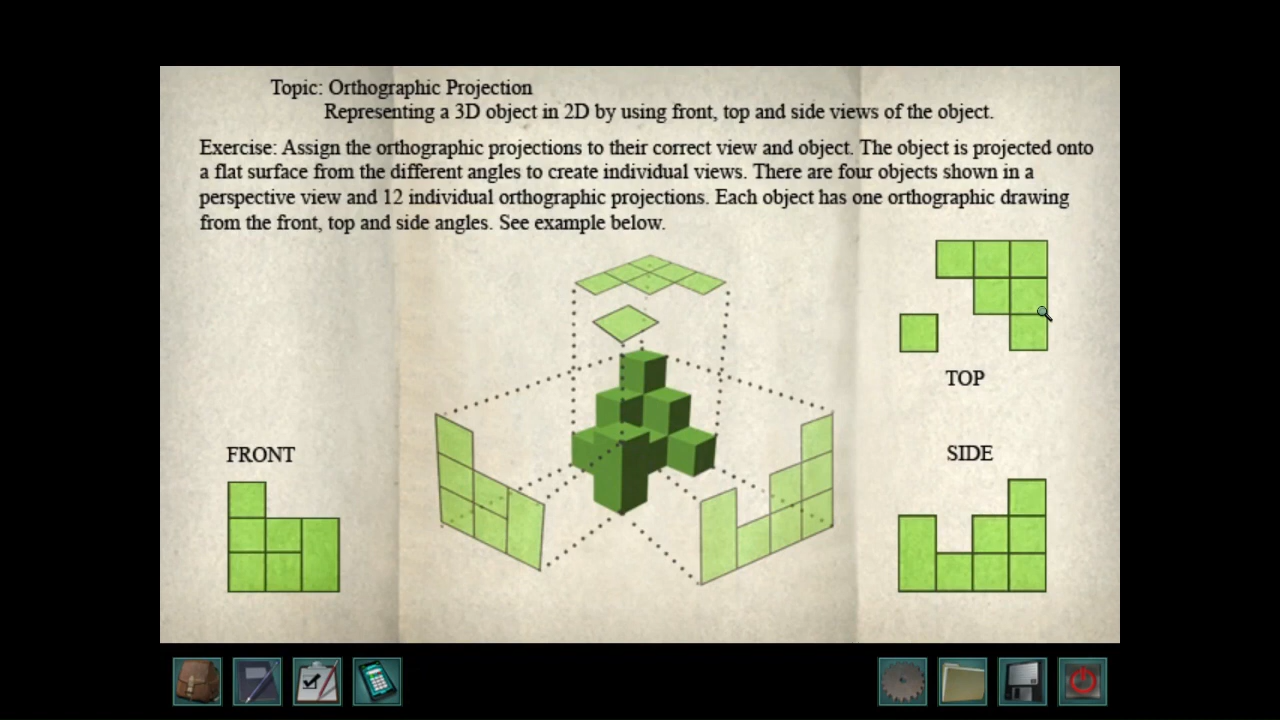 Topic: Orthographic Projection
Representing a 3D object in 2D by using front, top and side views of the object.
Exercise: Assign the orthographic projections to their correct view and object. The object is projected onto
a flat surface from the different angles to create individual views. There are four objects shown in a
perspective view and 12 individual orthographic projections. Each object has one orthographic drawing
from the front, top and side angles. See example below.
TOP
FRONT
SIDE